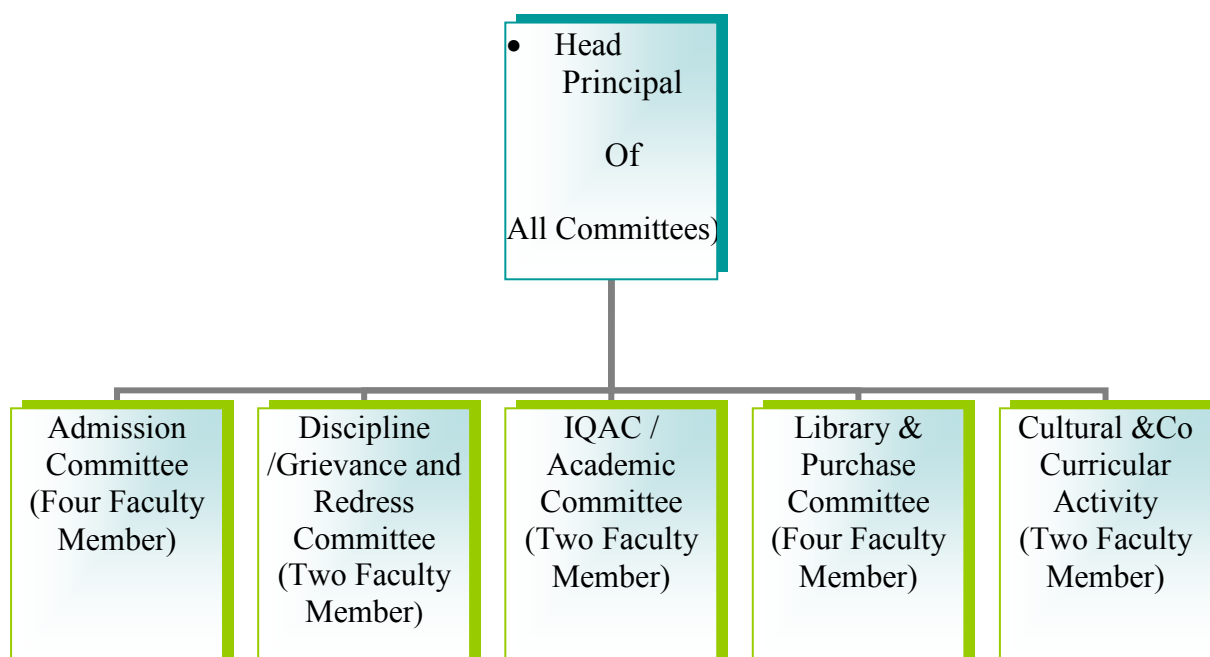 • Head
Principal
Of
All Committees)
Admission
Committee
(Four Faculty
Member)
Discipline
/Grievance and
Redress
Committee
(Two Faculty
Member)
IQAC /
Academic
Committee
(Two Faculty
Member)
Library &
Purchase
Committee
(Four Faculty
Member)
Cultural &Co
Curricular
Activity
(Two Faculty
Member)